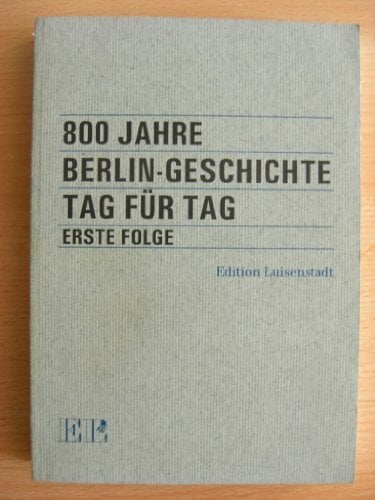 800 JAHRE
BERLIN-GESCHICHTE
TAG FÜR TAG
ERSTE FOLGE
Edition Luisenstadt
EL